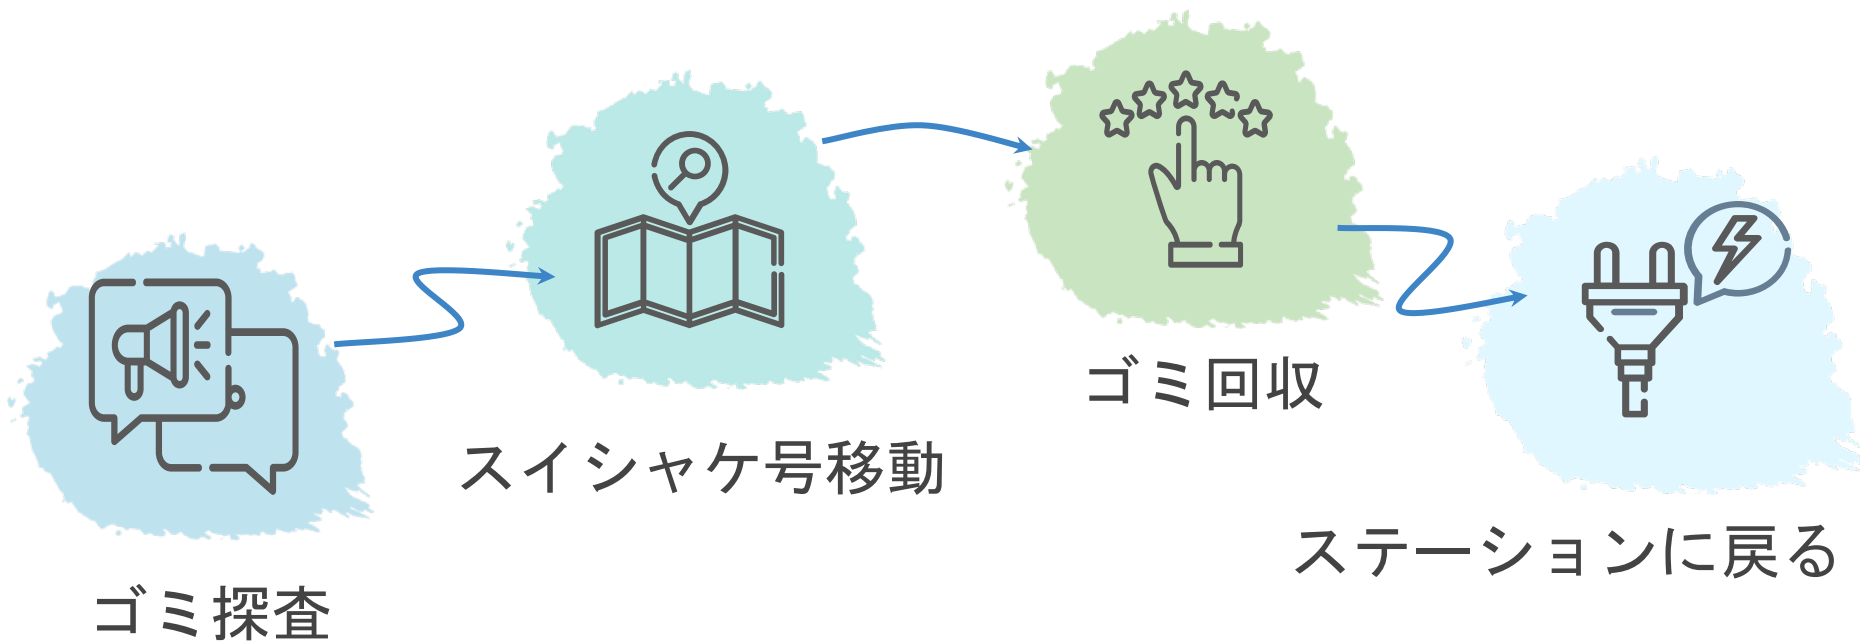 ゴミ探査
スイシャケ号移動
ゴミ回収
ステーションに戻る